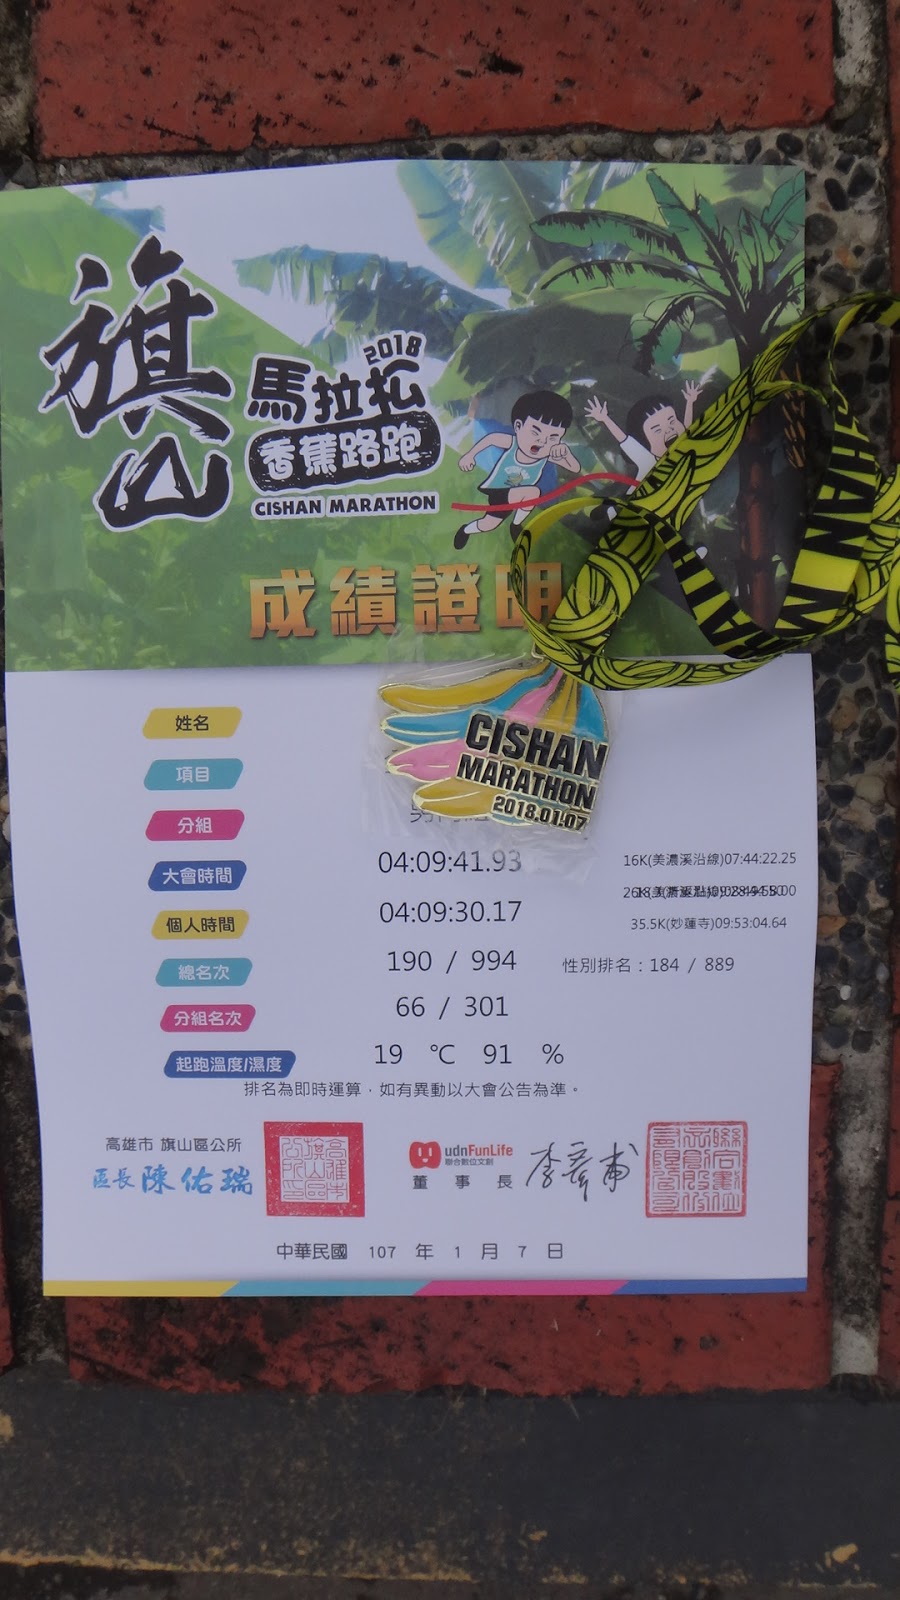 旗山
2018
馬拉松
香蕉路跑
CISHAN MARATHON
成績證明
CISHAN
MARATHON
2018.01.07
姓名
項目
分組
大會時間 04:09:41.93 16K(美濃溪沿線)07:44:22.25
個人時間 04:09:30.17 35.5K(妙蓮寺)09:53:04.64
總名次 190 / 994 性別排名：184 / 889
分組名次 66 / 301
起跑溫度/濕度 19 ℃ 91 %
排名為即時運算，如有異動以大會公告為準。
高雄市 旗山區公所
區長 陳佑瑞
udnFunLife
聯合數位文創
董事長
中華民國 107 年 1 月 7 日